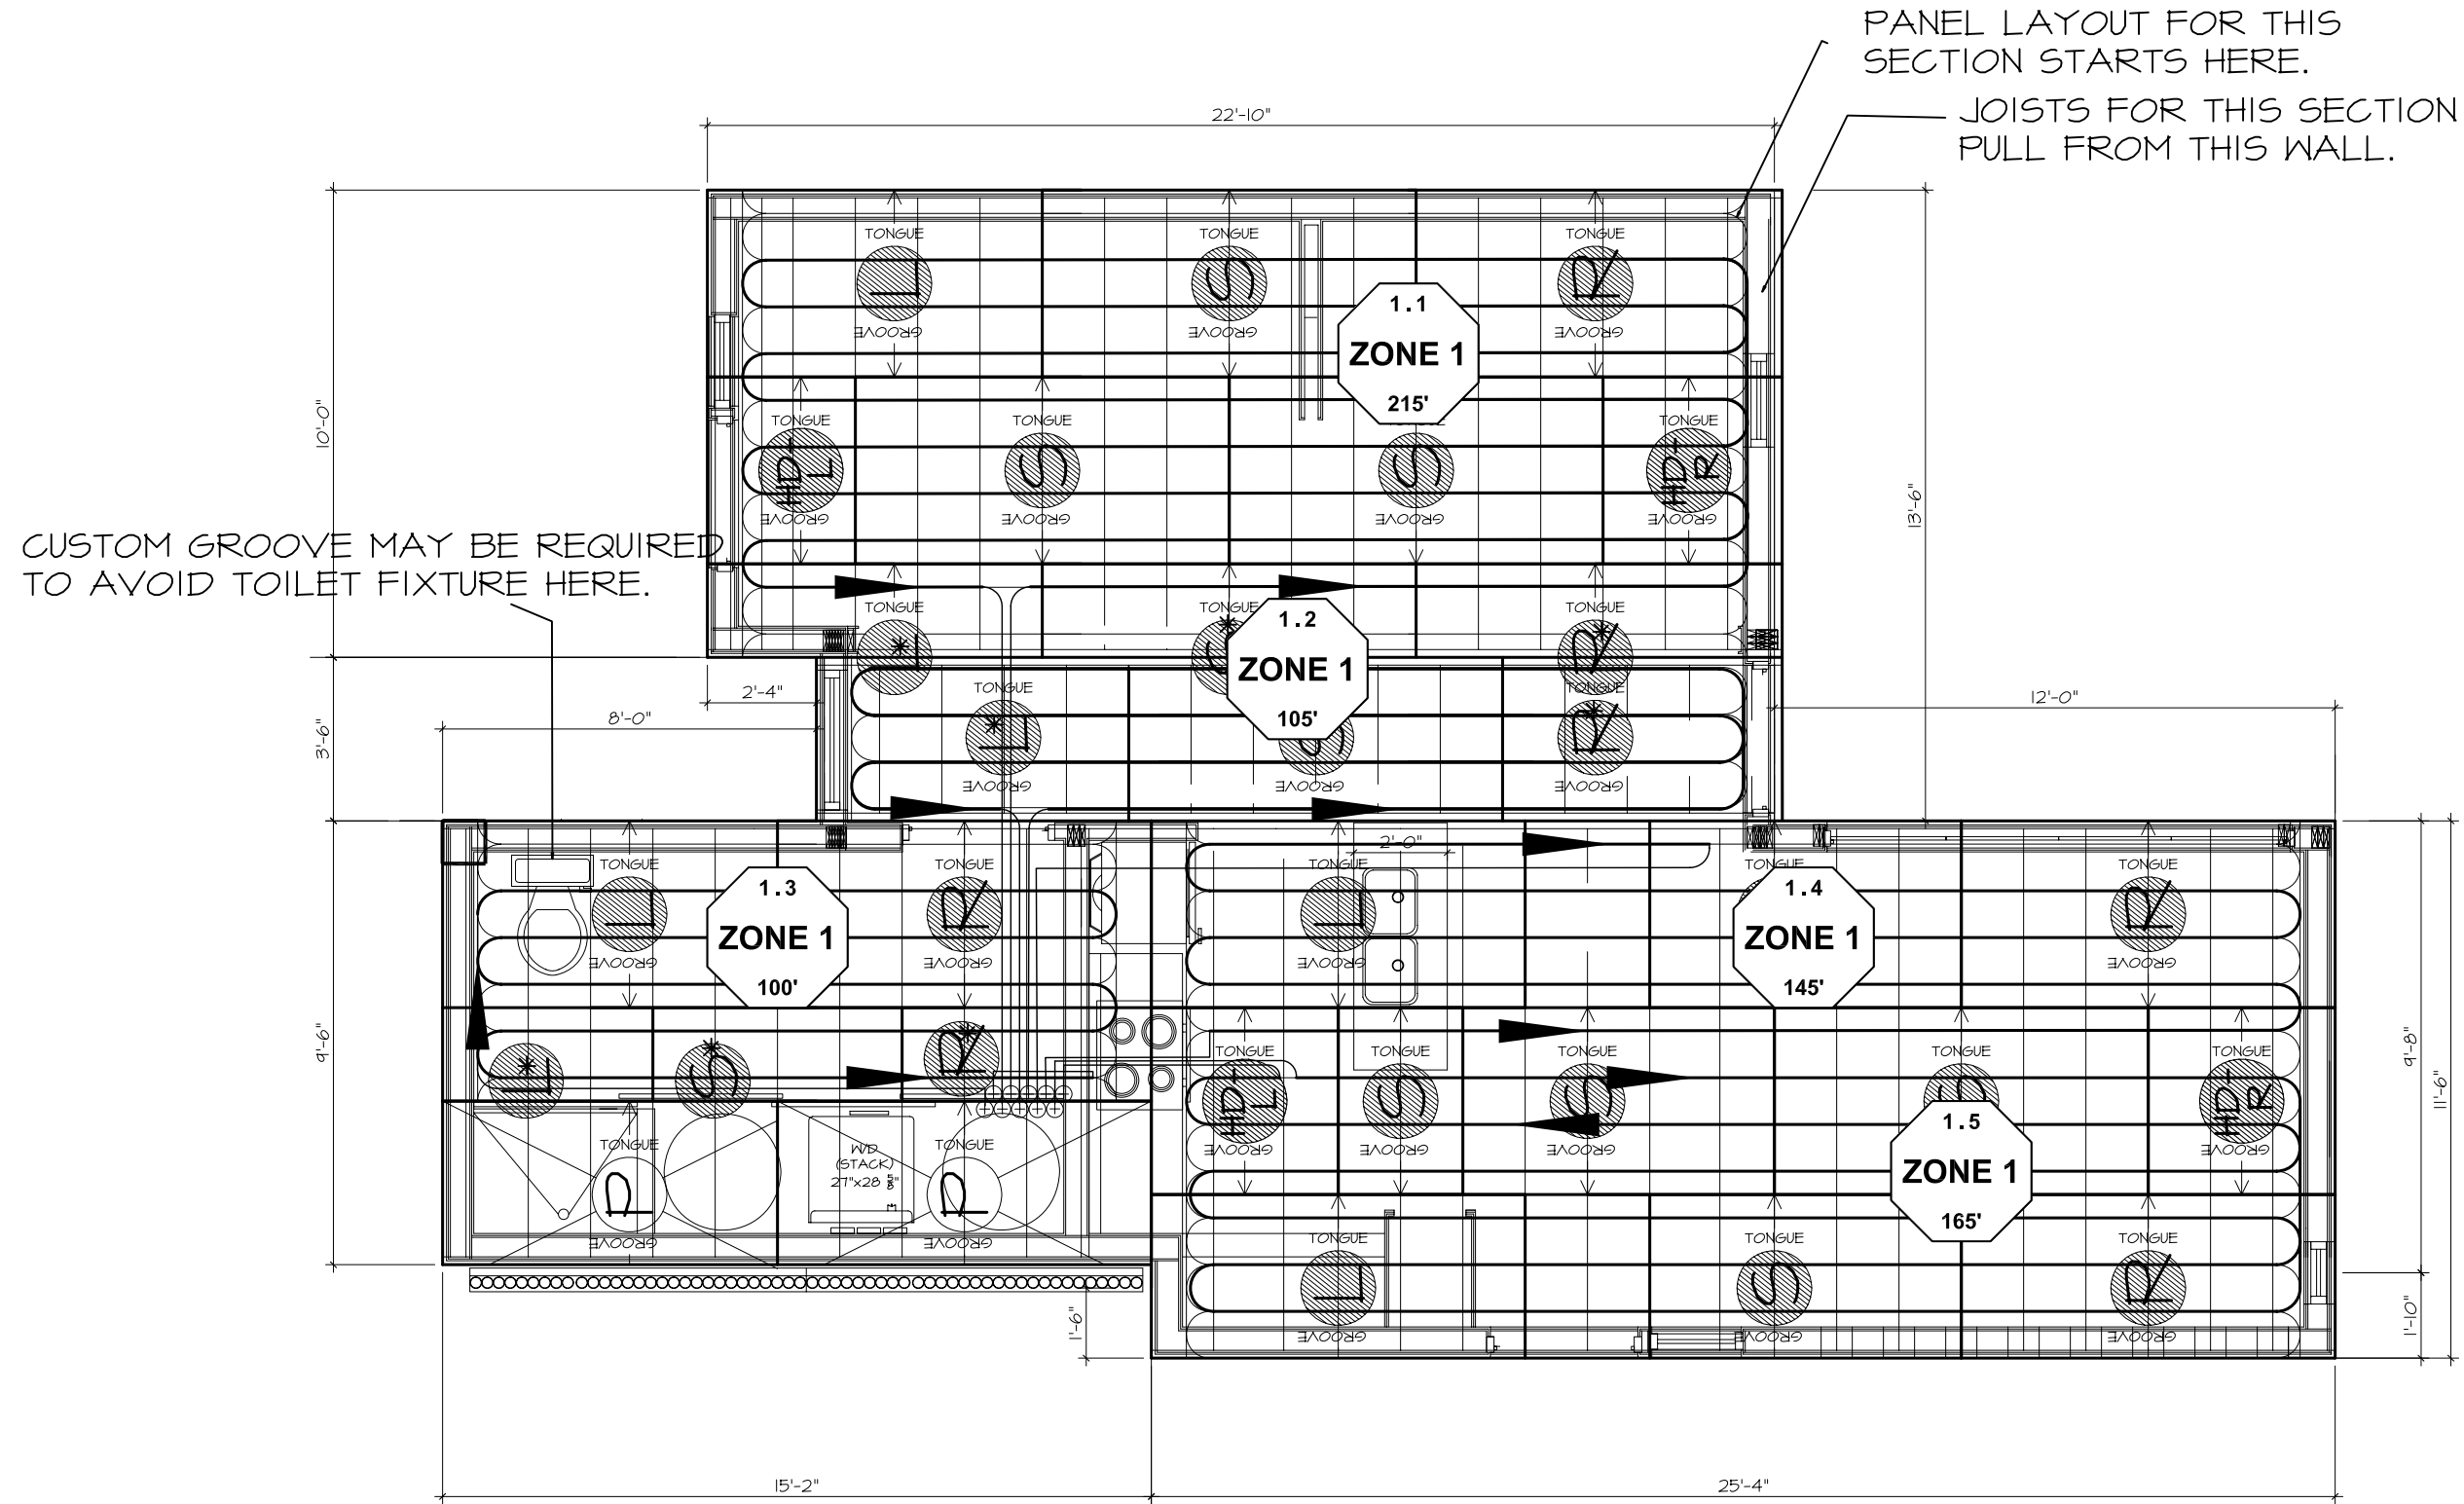 PANEL LAYOUT FOR THIS
SECTION STARTS HERE.
JOISTS FOR THIS SECTION
PULL FROM THIS WALL.
22'-10"
TONGUE
TONGUE
TONGUE
L
S
R
GROOVE
GROOVE
GROOVE
1.1
ZONE 1
215'
10'-0"
13'-6"
TONGUE
TONGUE
TONGUE
HD-
L
S
S
HD-
R
GROOVE
GROOVE
GROOVE
GROOVE
CUSTOM GROOVE MAY BE REQUIRED
TO AVOID TOILET FIXTURE HERE.
TONGUE
TONGUE
TONGUE
L*
R*
1.2
ZONE 1
105'
2'-4"
8'-0"
3'-6"
12'-0"
TONGUE
TONGUE
L*
S
R*
GROOVE
GROOVE
GROOVE
2'-0"
TONGUE
TONGUE
TONGUE
TONGUE
TONGUE
L
R
L
R
GROOVE
GROOVE
GROOVE
GROOVE
1.3
ZONE 1
100'
1.4
ZONE 1
145'
9'-6"
9'-8"
11'-6"
1'-10"
L*
S*
R*
TONGUE
TONGUE
TONGUE
TONGUE
TONGUE
HD-
L
S
S
S
HD-
R
GROOVE
GROOVE
GROOVE
GROOVE
1.5
ZONE 1
165'
TONGUE
TONGUE
P
P
GROOVE
GROOVE
W/D
(STACK)
TONGUE
TONGUE
TONGUE
L
S
R
GROOVE
GROOVE
GROOVE
1'-6"
15'-2"
25'-4"